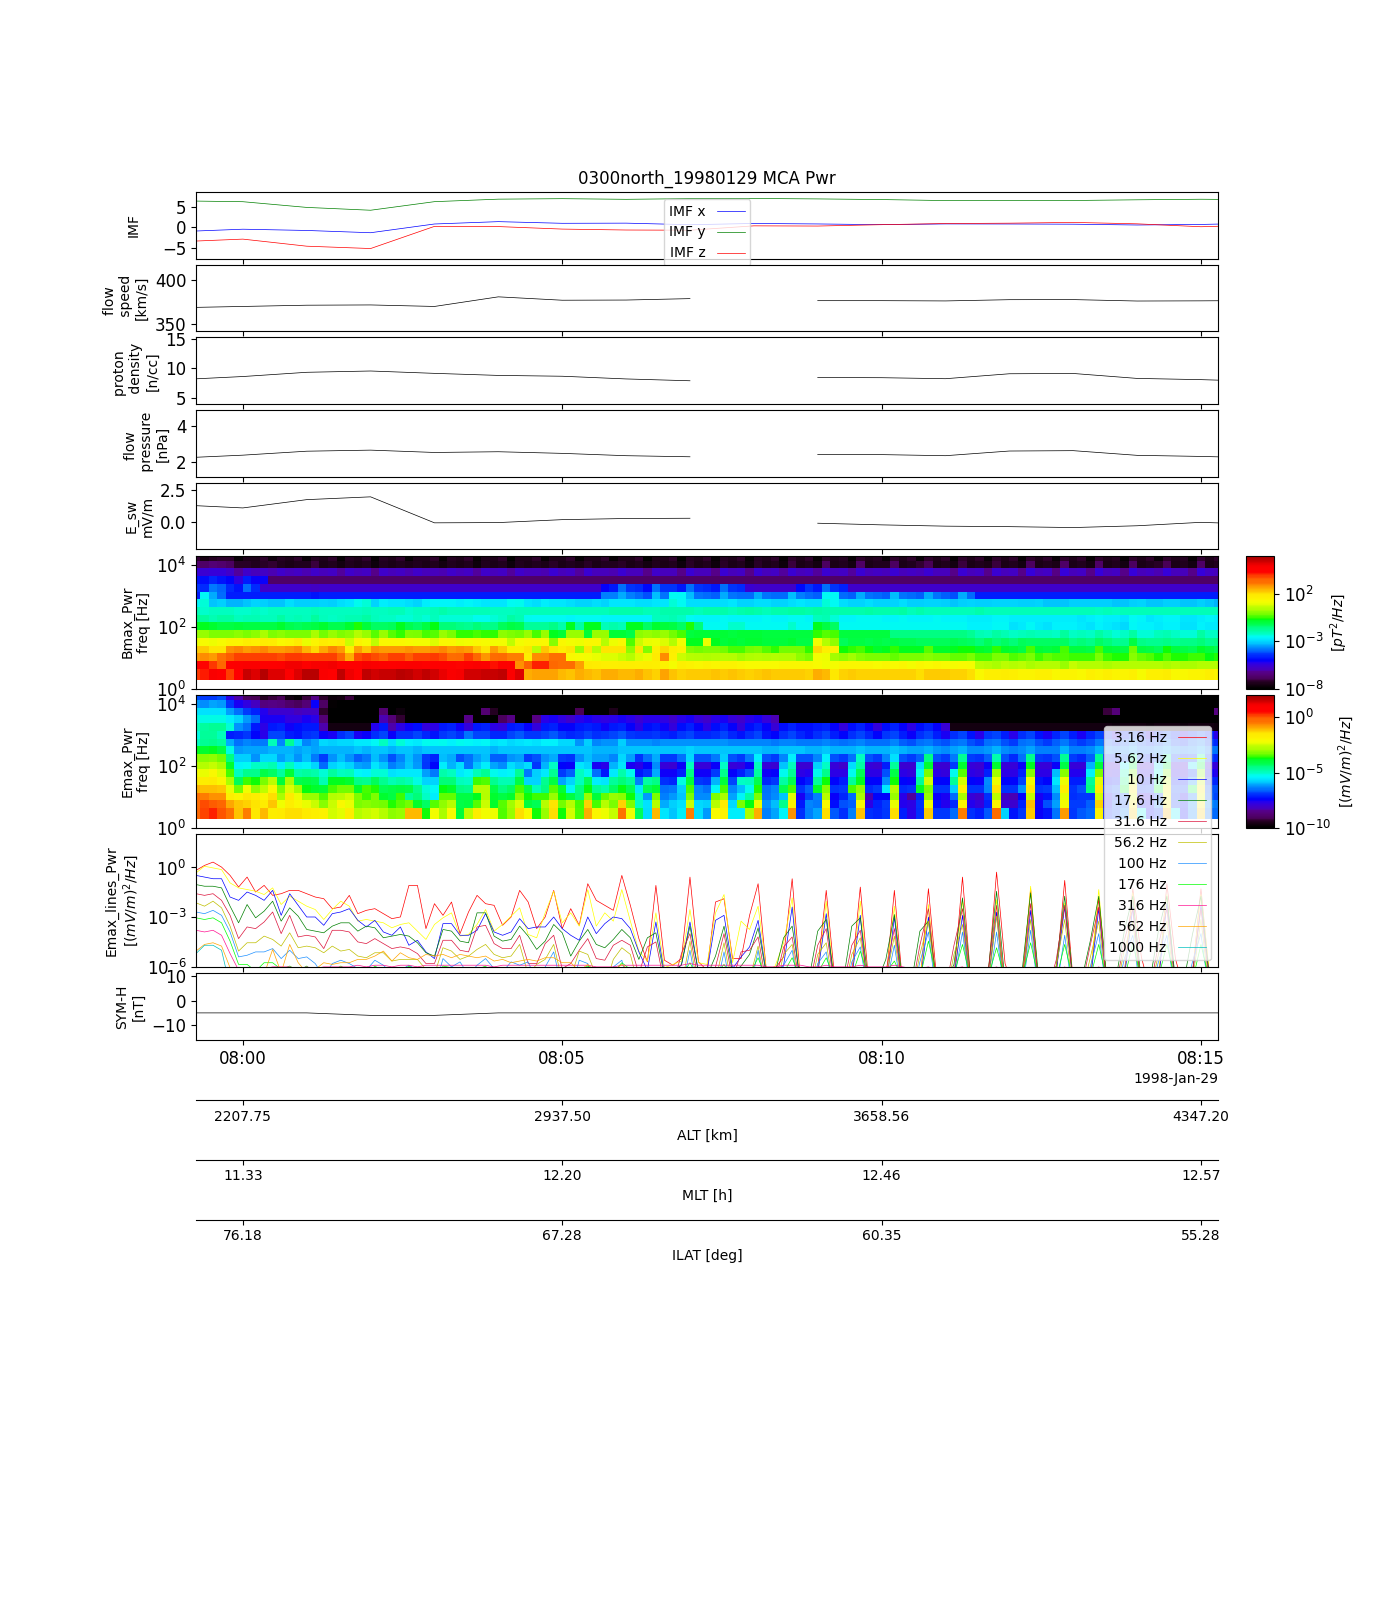 0300north_19980129 MCA Pwr
IMF
5
0
−5
IMF x
IMF y
IMF z
flow
speed
[km/s]
400
350
proton
density
[n/cc]
15
10
5
flow
pressure
[nPa]
4
2
E_sw
mV/m
2.5
0.0
Bmax_Pwr
freq [Hz]
10^4
10^2
10^0
10^2
10^−3
10^−8
[pT^2/Hz]
Emax_Pwr
freq [Hz]
10^4
10^2
10^0
10^0
10^−5
10^−10
[(mV/m)^2/Hz]
3.16 Hz
5.62 Hz
10 Hz
17.6 Hz
31.6 Hz
56.2 Hz
100 Hz
176 Hz
316 Hz
562 Hz
1000 Hz
Emax_lines_Pwr
[(mV/m)^2/Hz]
10^0
10^−3
10^−6
SYM-H
[nT]
10
0
−10
08:00 08:05 08:10 08:15
1998-Jan-29
2207.75 2937.50 3658.56 4347.20
ALT [km]
11.33 12.20 12.46 12.57
MLT [h]
76.18 67.28 60.35 55.28
ILAT [deg]